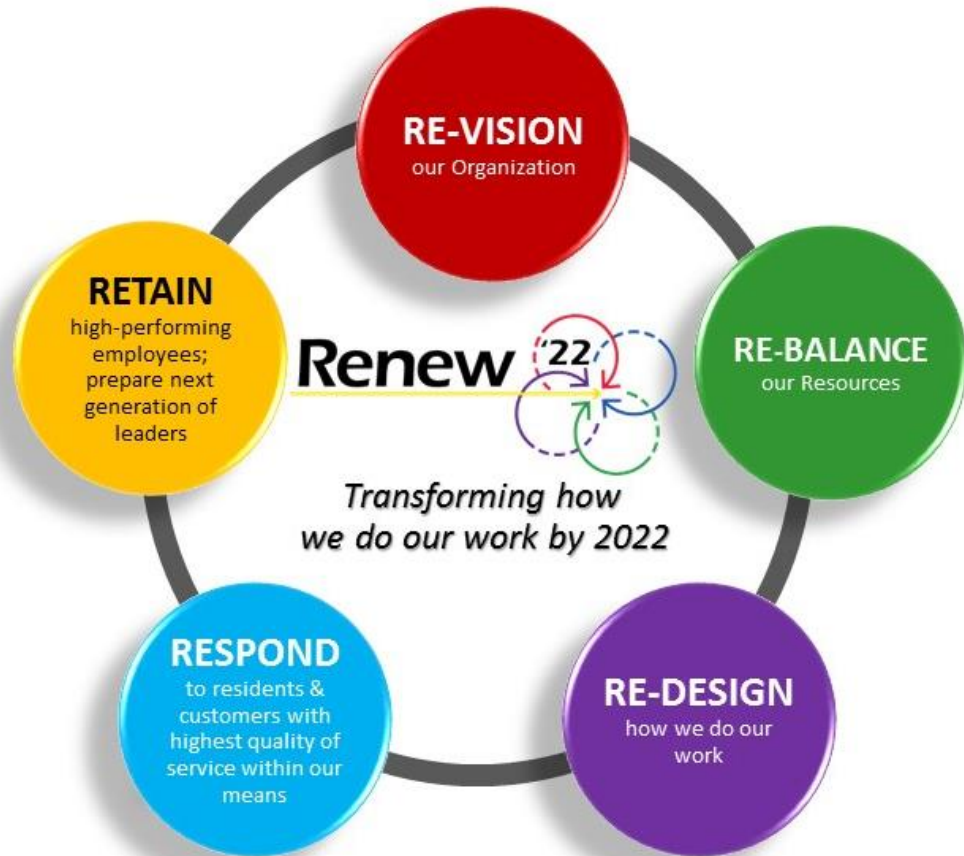 RE-VISION
our Organization
RE-BALANCE
our Resources
RE-DESIGN
how we do our
work
RESPOND
to residents &
customers with
highest quality of
service within our
means
RETAIN
high-performing
employees;
prepare next
generation of
leaders
Renew '22
Transforming how
we do our work by 2022